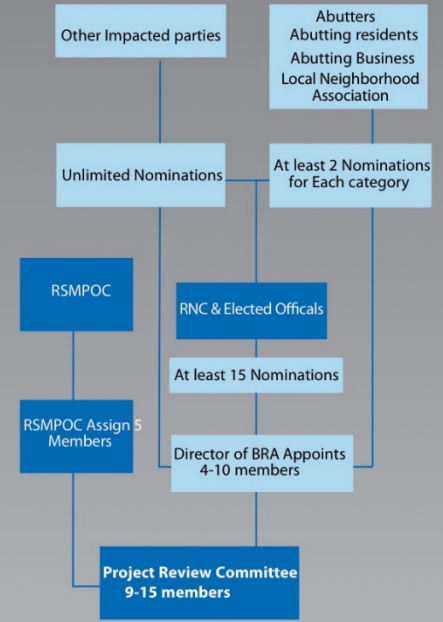 Other Impacted parties
Abutters
Abutting residents
Abutting Business
Local Neighborhood
Association
Unlimited Nominations
At least 2 Nominations
for Each category
RSMPOC
RNC & Elected Officals
At least 15 Nominations
RSMPOC Assign 5
Members
Director of BRA Appoints
4-10 members
Project Review Committee
9-15 members